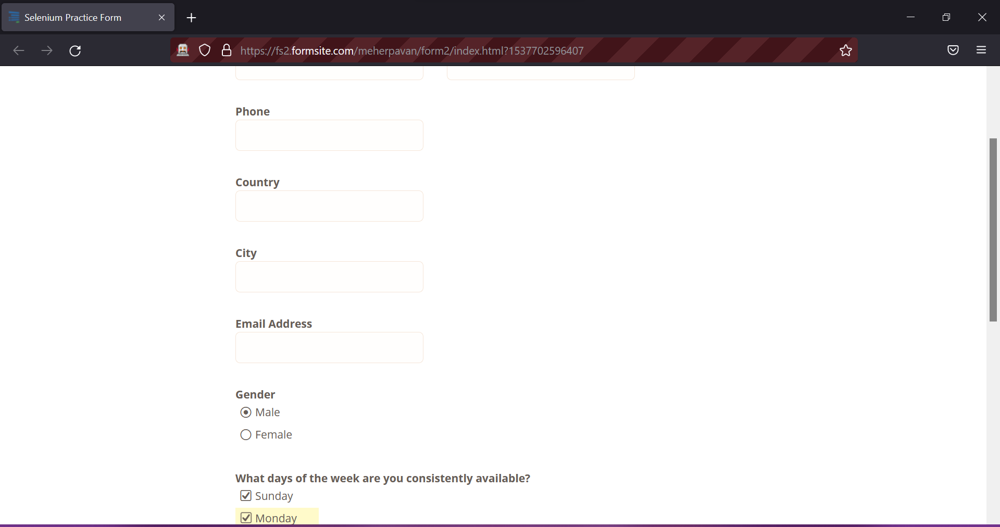 Selenium Practice Form
https://fs2.formsite.com/meherpavan/form2/index.html?1537702596407
Phone
Country
City
Email Address
Gender
Male
Female
What days of the week are you consistently available?
Sunday
Monday